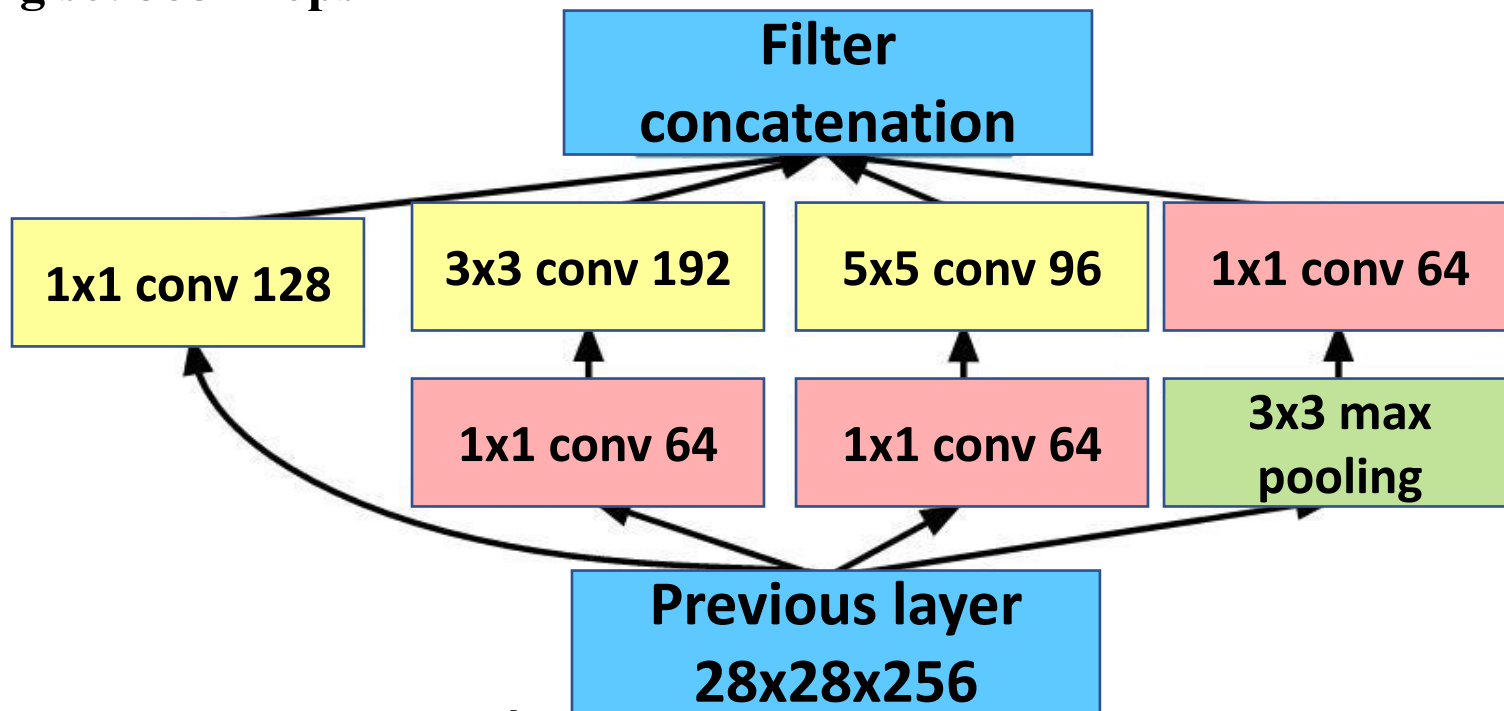 Filter
concatenation
1x1 conv 128
3x3 conv 192
5x5 conv 96
1x1 conv 64
1x1 conv 64
1x1 conv 64
3x3 max
pooling
Previous layer
28x28x256